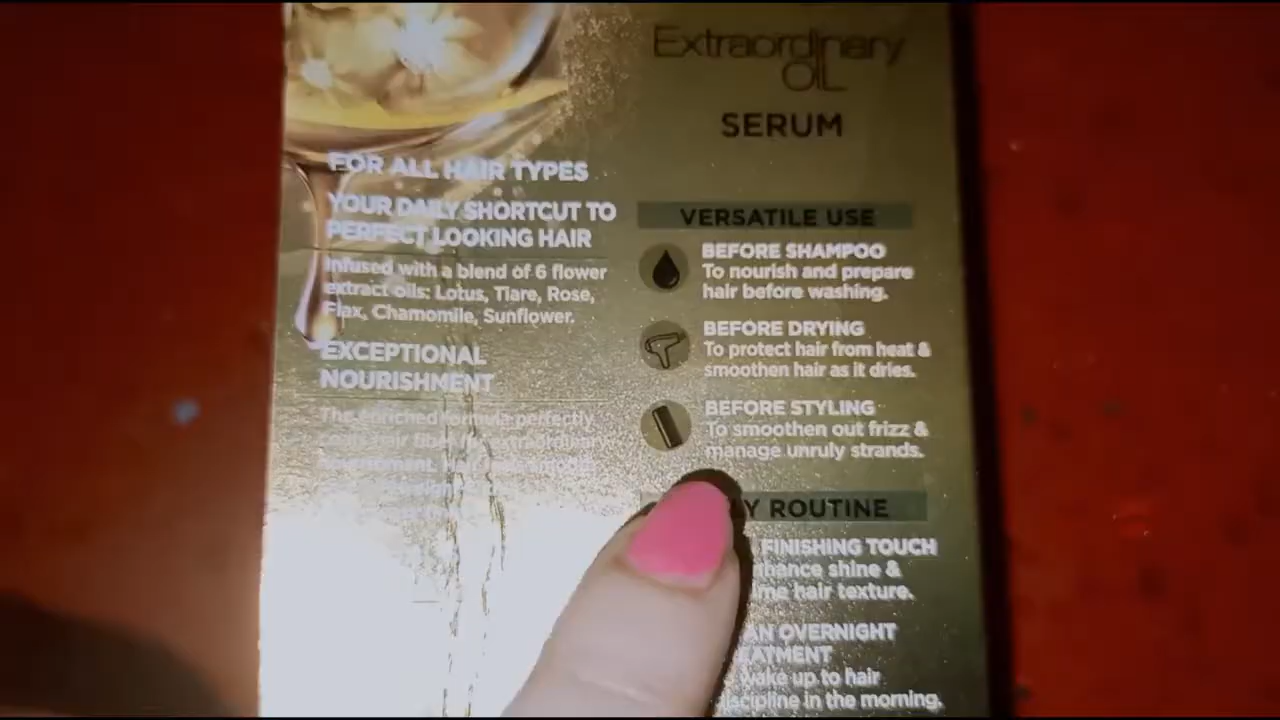 Extraordinary
OIL
SERUM
FOR ALL HAIR TYPES
YOUR DAILY SHORTCUT TO
PERFECT LOOKING HAIR
Infused with a blend of 6 flower
extract oils: Lotus, Tiare, Rose,
Flax, Chamomile, Sunflower.
EXCEPTIONAL
NOURISHMENT
The enriched formula perfectly
VERSATILE USE
BEFORE SHAMPOO
To nourish and prepare
hair before washing.
BEFORE DRYING
To protect hair from heat &
smoothen hair as it dries.
BEFORE STYLING
To smoothen out frizz &
manage unruly strands.
ROUTINE
FINISHING TOUCH
shine &
hair texture.
AN OVERNIGHT
wake up to hair
in the morning.